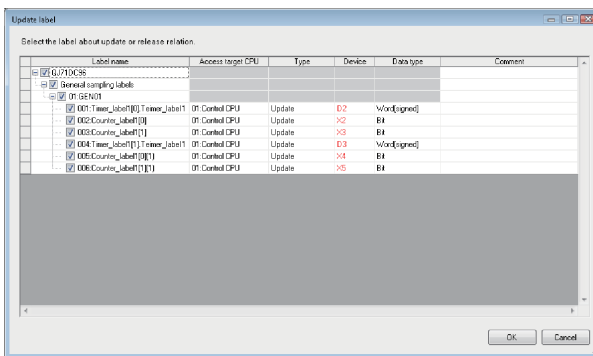 Update label
Select the label about update or release relation.
Label name Access target CPU Type Device Data type Comment
QJ71DC96
General sampling labels
01:GEN01
001:Timer_label1[0].Teimer_label1 01:Control CPU Update D2 Word[signed]
002:Counter_label1[0] 01:Control CPU Update X2 Bit
003:Counter_label1[1] 01:Control CPU Update X3 Bit
004:Timer_label1[1].Teimer_label1 01:Control CPU Update D3 Word[signed]
005:Counter_label1[0][1] 01:Control CPU Update X4 Bit
006:Counter_label1[1][1] 01:Control CPU Update X5 Bit
OK Cancel